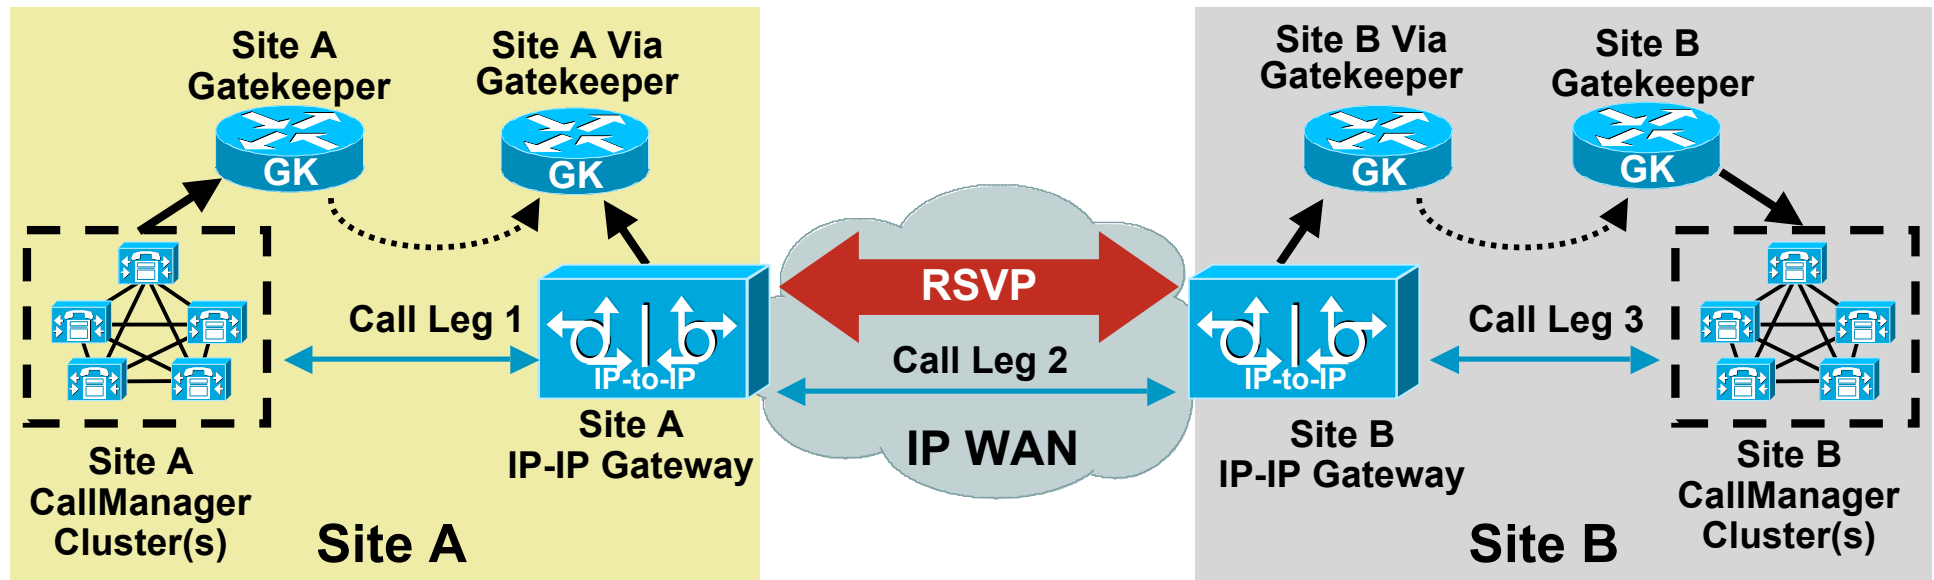 Site A
Gatekeeper
Site A Via
Gatekeeper
Site B Via
Gatekeeper
Site B
Gatekeeper
GK
GK
GK
GK
RSVP
Call Leg 1
Call Leg 2
Call Leg 3
IP-to-IP
IP-to-IP
Site A
IP-IP Gateway
IP WAN
Site B
IP-IP Gateway
Site A
CallManager
Cluster(s)
Site B
CallManager
Cluster(s)
Site A
Site B